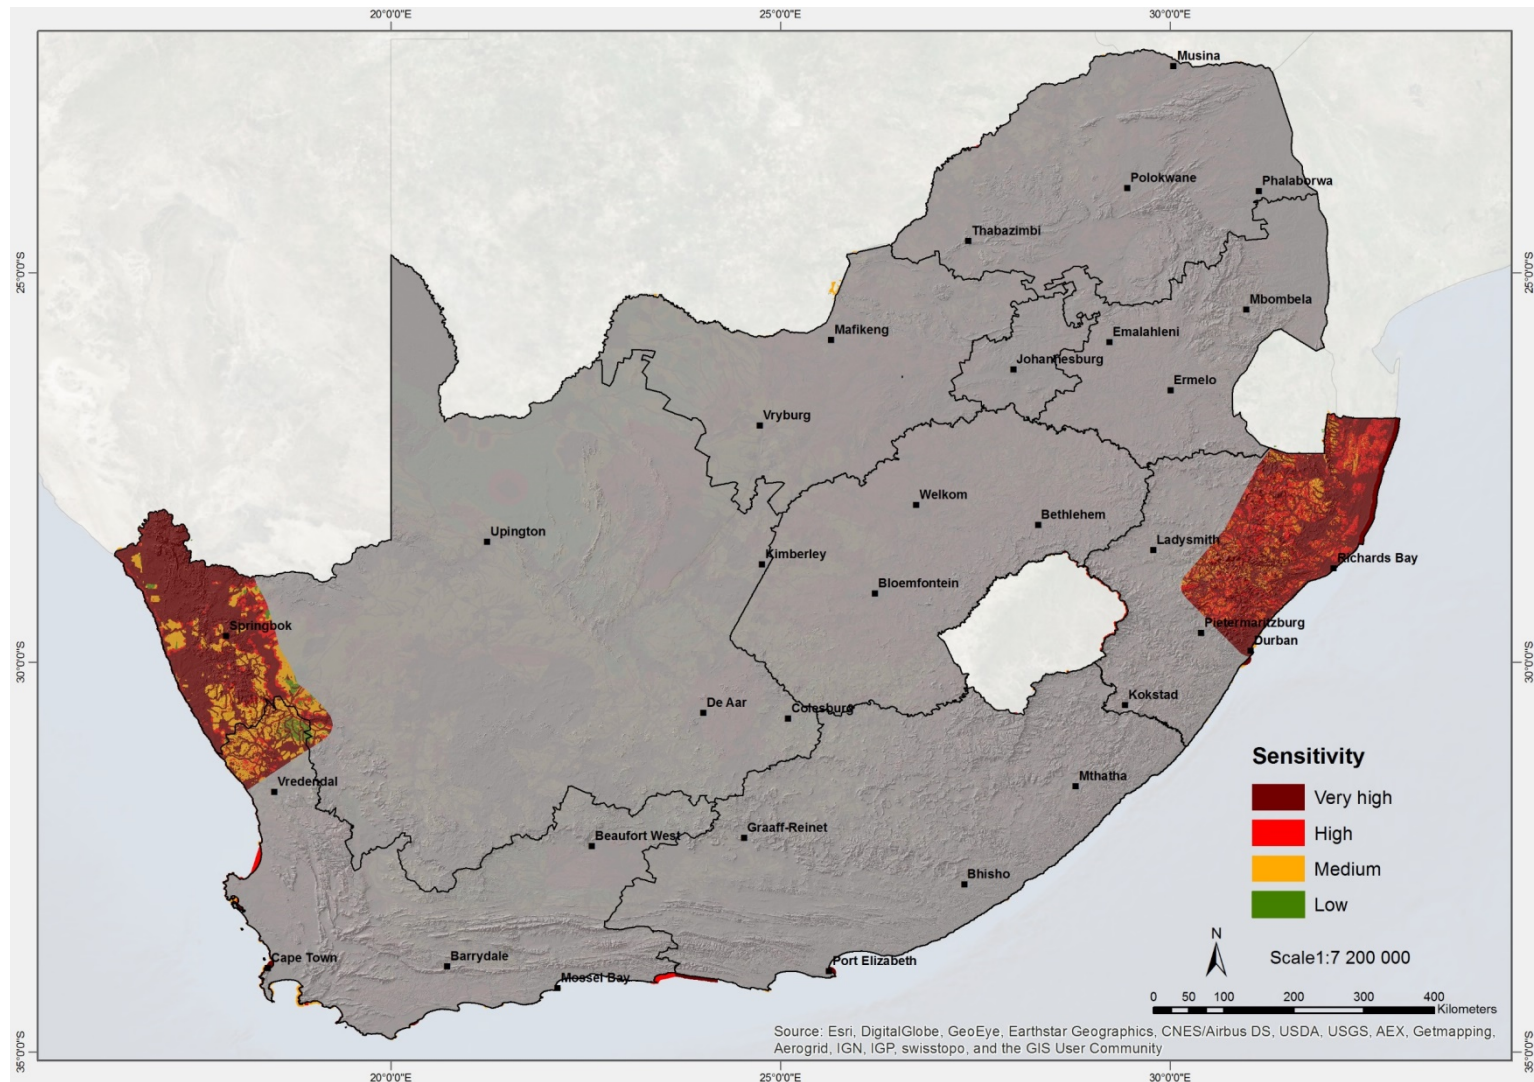 20°0'0"E
25°0'0"E
30°0'0"E
Musina
Polokwane
Phalaborwa
Thabazimbi
25°0'0"S
25°0'0"S
Mbombela
Mafikeng
Emalahleni
Johannesburg
Ermelo
Vryburg
Welkom
Bethlehem
Upington
Ladysmith
Kimberley
Richards Bay
Bloemfontein
Springbok
Pietermaritzburg
Durban
30°0'0"S
30°0'0"S
Kokstad
De Aar
Colesburg
Sensitivity
Vredendal
Mthatha
Very high
Beaufort West
Graaff-Reinet
High
Medium
Bhisho
Low
N
Cape Town
Barrydale
Port Elizabeth
Scale1:7 200 000
Mossel Bay
0 50 100 200 300 400
Kilometers
Source: Esri, DigitalGlobe, GeoEye, Earthstar Geographics, CNES/Airbus DS, USDA, USGS, AEX, Getmapping,
Aerogrid, IGN, IGP, swisstopo, and the GIS User Community
35°0'0"S
35°0'0"S
20°0'0"E
25°0'0"E
30°0'0"E